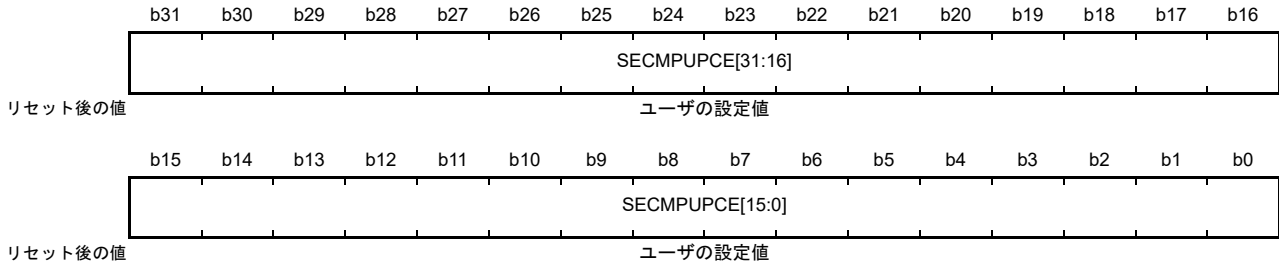 b31 b30 b29 b28 b27 b26 b25 b24 b23 b22 b21 b20 b19 b18 b17 b16
SECMPUPCE[31:16]
リセット後の値 ユーザの設定値
b15 b14 b13 b12 b11 b10 b9 b8 b7 b6 b5 b4 b3 b2 b1 b0
SECMPUPCE[15:0]
リセット後の値 ユーザの設定値